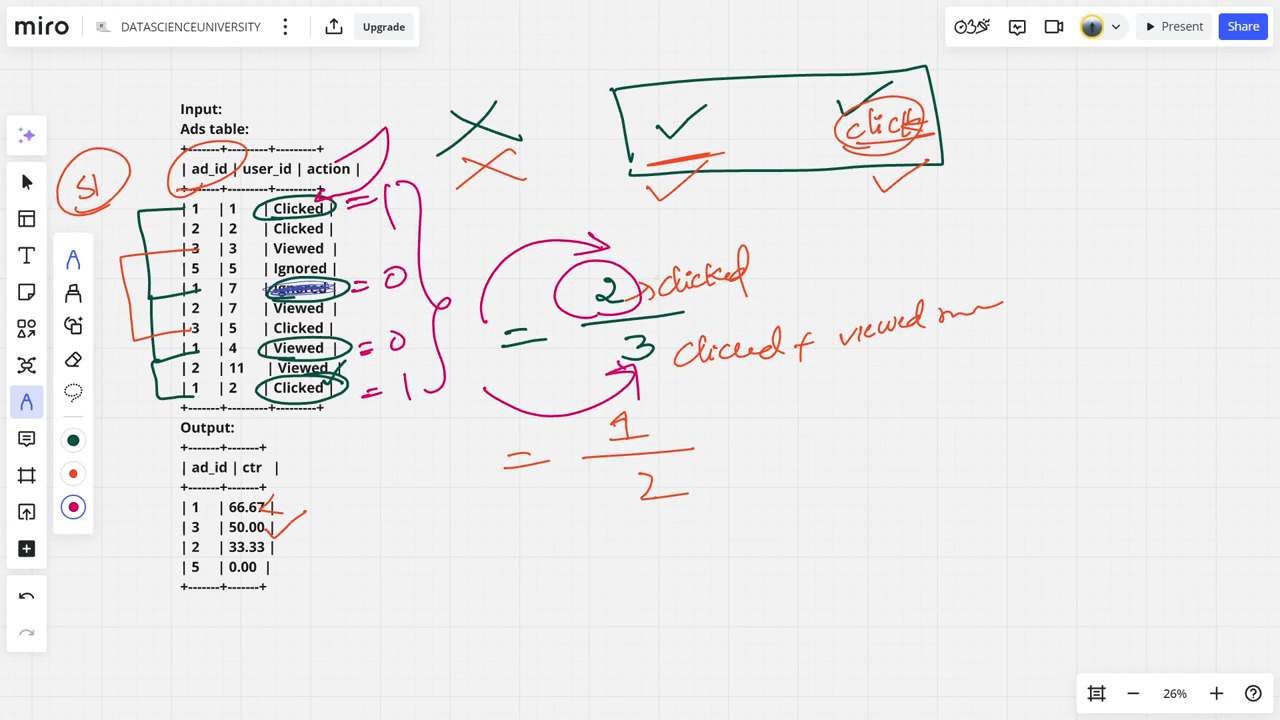 miro DATASCIENCEUNIVERSITY Upgrade
Present Share
Input:
Ads table:
+-------+--------+---------+
| ad_id | user_id | action |
+-------+--------+---------+
| 1 | 1 | Clicked |
| 2 | 2 | Clicked |
| 3 | 3 | Viewed |
| 5 | 5 | Ignored |
| 1 | 7 | Ignored |
| 2 | 7 | Viewed |
| 3 | 5 | Clicked |
| 1 | 4 | Viewed |
| 2 | 11 | Viewed |
| 1 | 2 | Clicked |
+-------+--------+---------+
Output:
+-------+-------+
| ad_id | ctr |
+-------+-------+
| 1 | 66.67 |
| 3 | 50.00 |
| 2 | 33.33 |
| 5 | 0.00 |
+-------+-------+
S1
= 1
= 0
= 0
= 1
click
= 2 → clicked
3 clicked + viewed
= 1
2
26%